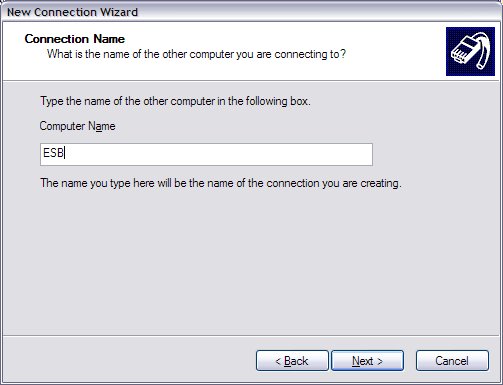 New Connection Wizard
Connection Name
What is the name of the other computer you are connecting to?
Type the name of the other computer in the following box.
Computer Name
ESB
The name you type here will be the name of the connection you are creating.
< Back Next > Cancel